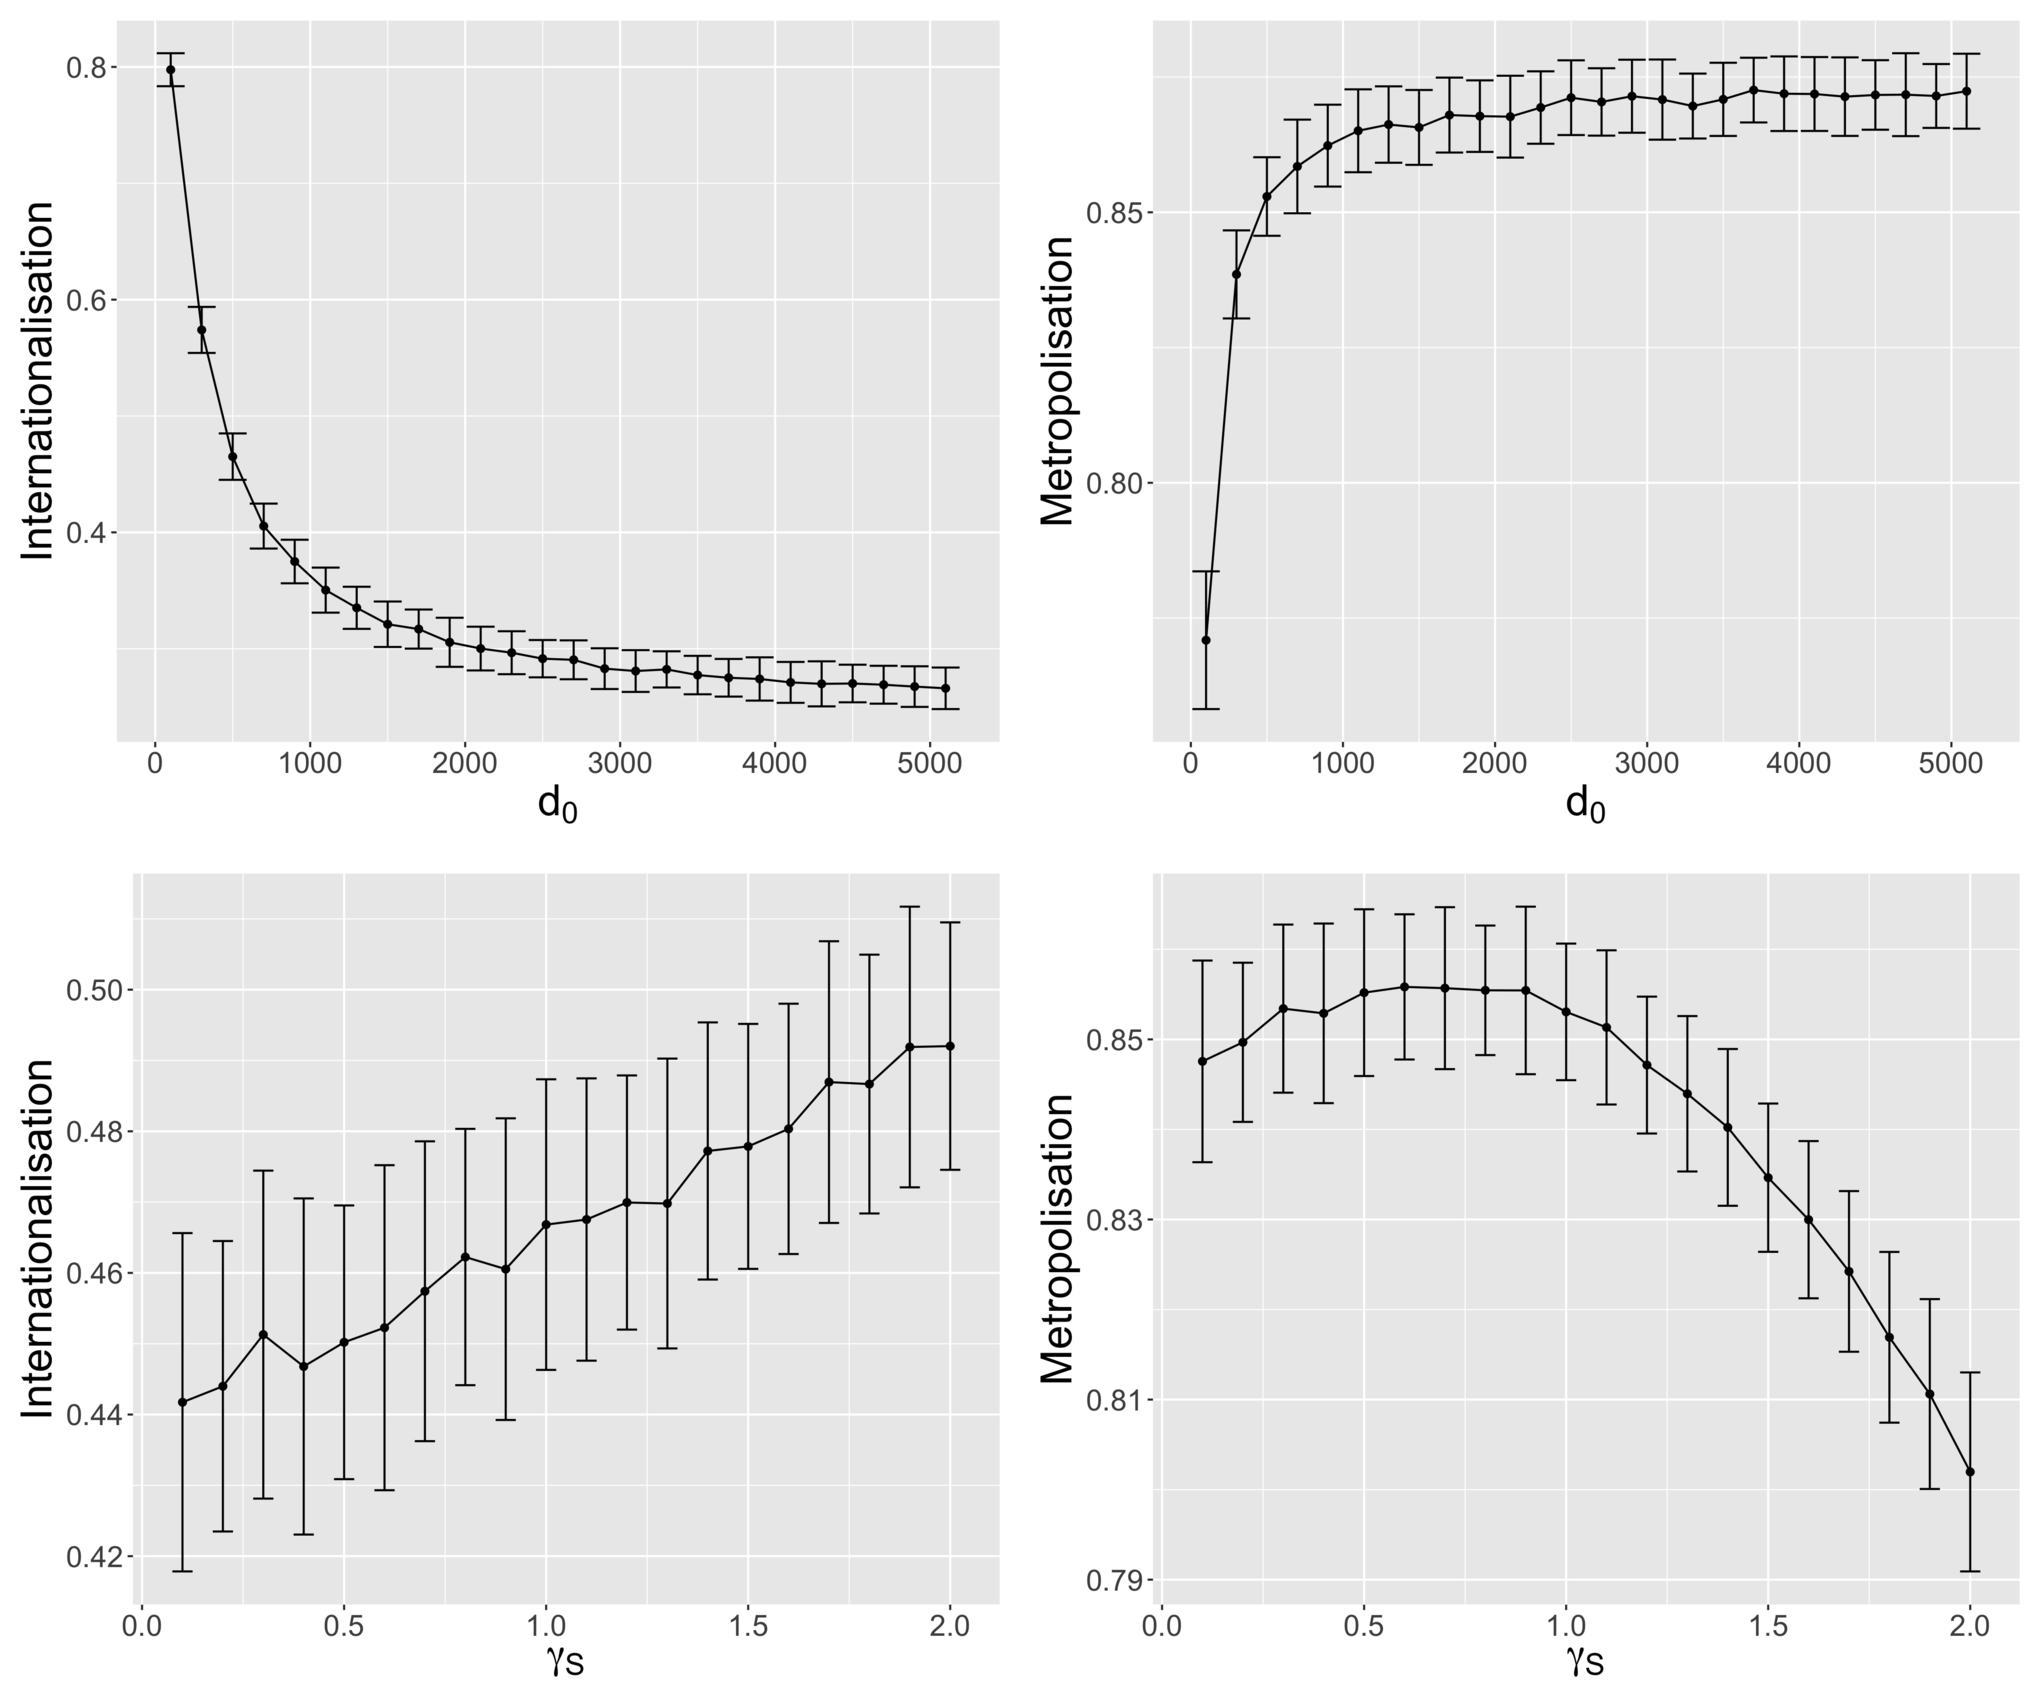 Internationalisation
0.8
0.6
0.4
0 1000 2000 3000 4000 5000
d₀
Metropolisation
0.85
0.80
0 1000 2000 3000 4000 5000
d₀
Internationalisation
0.50
0.48
0.46
0.44
0.42
0.0 0.5 1.0 1.5 2.0
γS
Metropolisation
0.85
0.83
0.81
0.79
0.0 0.5 1.0 1.5 2.0
γS